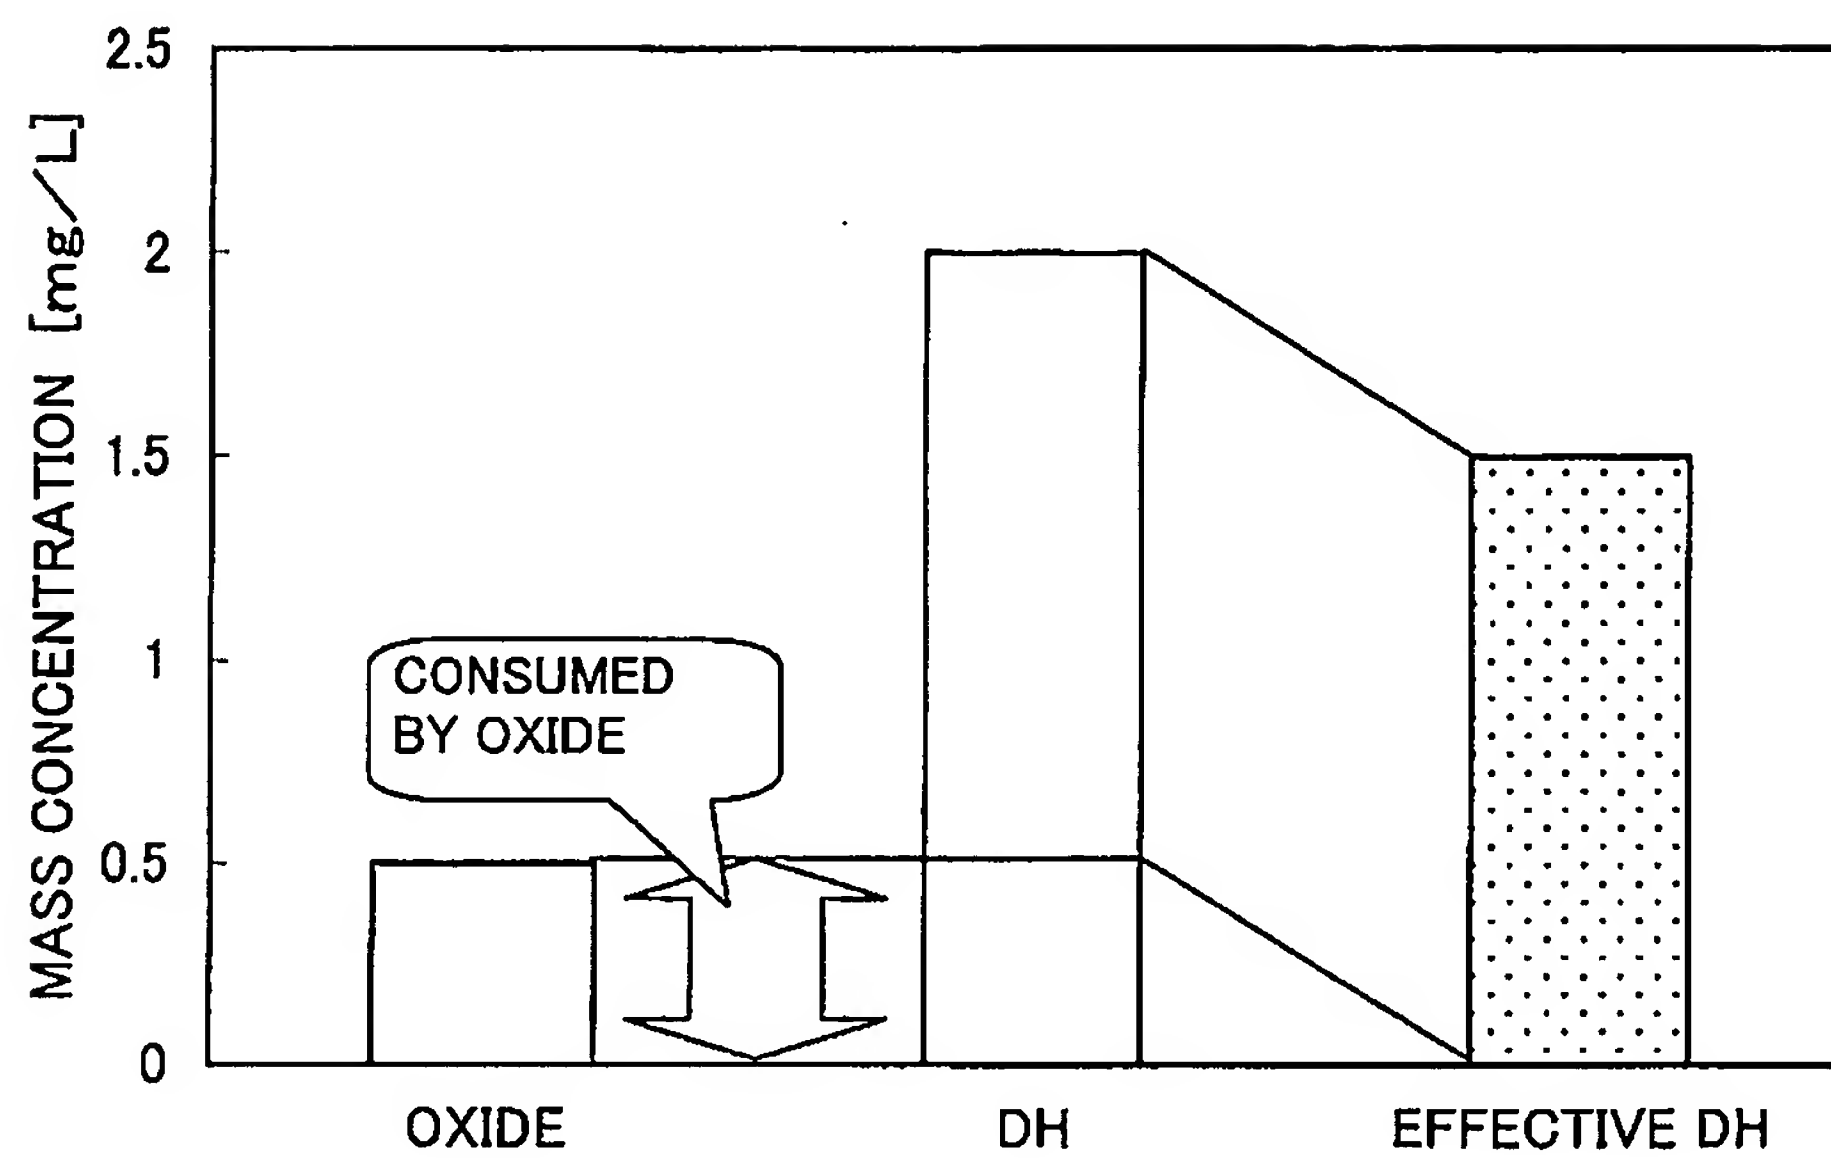 MASS CONCENTRATION [mg/L]
2.5
2
1.5
1
0.5
0
CONSUMED
BY OXIDE
OXIDE
DH
EFFECTIVE DH